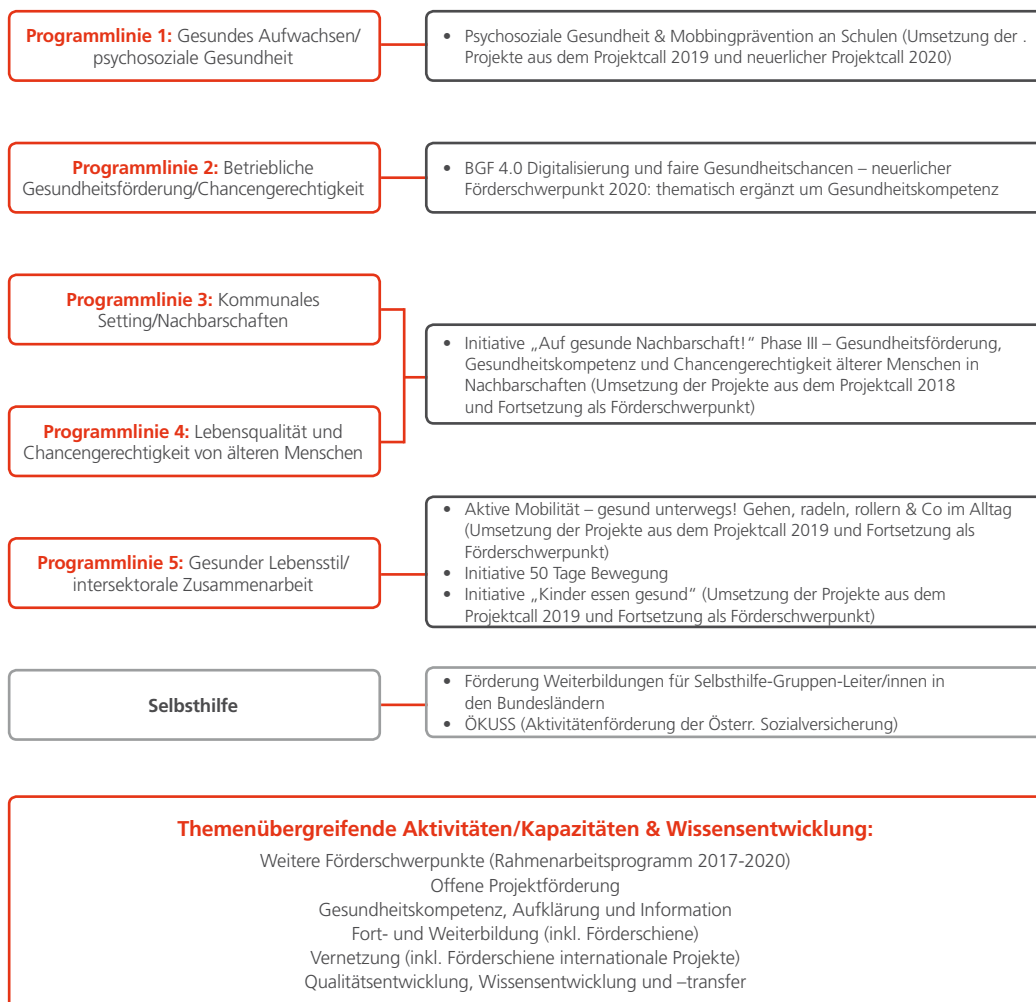 Programmlinie 1: Gesundes Aufwachsen/
psychosoziale Gesundheit
• Psychosoziale Gesundheit & Mobbingprävention an Schulen (Umsetzung der .
Projekte aus dem Projektcall 2019 und neuerlicher Projektcall 2020)
Programmlinie 2: Betriebliche
Gesundheitsförderung/Chancengerechtigkeit
• BGF 4.0 Digitalisierung und faire Gesundheitschancen – neuerlicher
Förderschwerpunkt 2020: thematisch ergänzt um Gesundheitskompetenz
Programmlinie 3: Kommunales
Setting/Nachbarschaften
Programmlinie 4: Lebensqualität und
Chancengerechtigkeit von älteren Menschen
• Initiative „Auf gesunde Nachbarschaft!“ Phase III – Gesundheitsförderung,
Gesundheitskompetenz und Chancengerechtigkeit älterer Menschen in
Nachbarschaften (Umsetzung der Projekte aus dem Projektcall 2018
und Fortsetzung als Förderschwerpunkt)
Programmlinie 5: Gesunder Lebensstil/
intersektorale Zusammenarbeit
• Aktive Mobilität – gesund unterwegs! Gehen, radeln, rollern & Co im Alltag
(Umsetzung der Projekte aus dem Projektcall 2019 und Fortsetzung als
Förderschwerpunkt)
• Initiative 50 Tage Bewegung
• Initiative „Kinder essen gesund“ (Umsetzung der Projekte aus dem
Projektcall 2019 und Fortsetzung als Förderschwerpunkt)
Selbsthilfe
• Förderung Weiterbildungen für Selbsthilfe-Gruppen-Leiter/innen in
den Bundesländern
• ÖKUSS (Aktivitätenförderung der Österr. Sozialversicherung)
Themenübergreifende Aktivitäten/Kapazitäten & Wissensentwicklung:
Weitere Förderschwerpunkte (Rahmenarbeitsprogramm 2017-2020)
Offene Projektförderung
Gesundheitskompetenz, Aufklärung und Information
Fort- und Weiterbildung (inkl. Förderschiene)
Vernetzung (inkl. Förderschiene internationale Projekte)
Qualitätsentwicklung, Wissensentwicklung und –transfer